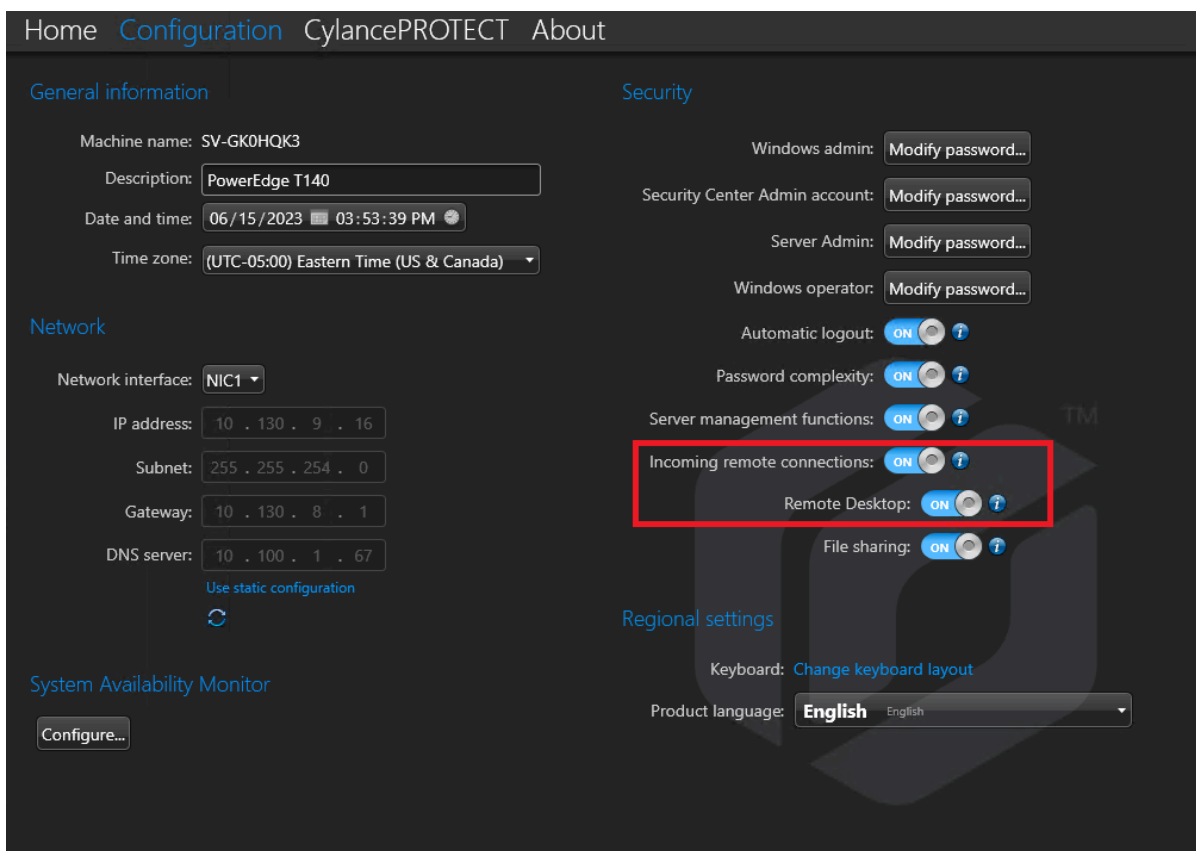 Home Configuration CylancePROTECT About
General information
Machine name: SV-GK0HQK3
Description: PowerEdge T140
Date and time: 06/15/2023 03:53:39 PM
Time zone: (UTC-05:00) Eastern Time (US & Canada)
Network
Network interface: NIC1
IP address: 10 . 130 . 9 . 16
Subnet: 255 . 255 . 254 . 0
Gateway: 10 . 130 . 8 . 1
DNS server: 10 . 100 . 1 . 67
Use static configuration
System Availability Monitor
Configure...
Security
Windows admin: Modify password...
Security Center Admin account: Modify password...
Server Admin: Modify password...
Windows operator: Modify password...
Automatic logout: ON i
Password complexity: ON i
Server management functions: ON i
TM
Incoming remote connections: ON i
Remote Desktop: ON i
File sharing: ON i
Regional settings
Keyboard: Change keyboard layout
Product language: English English